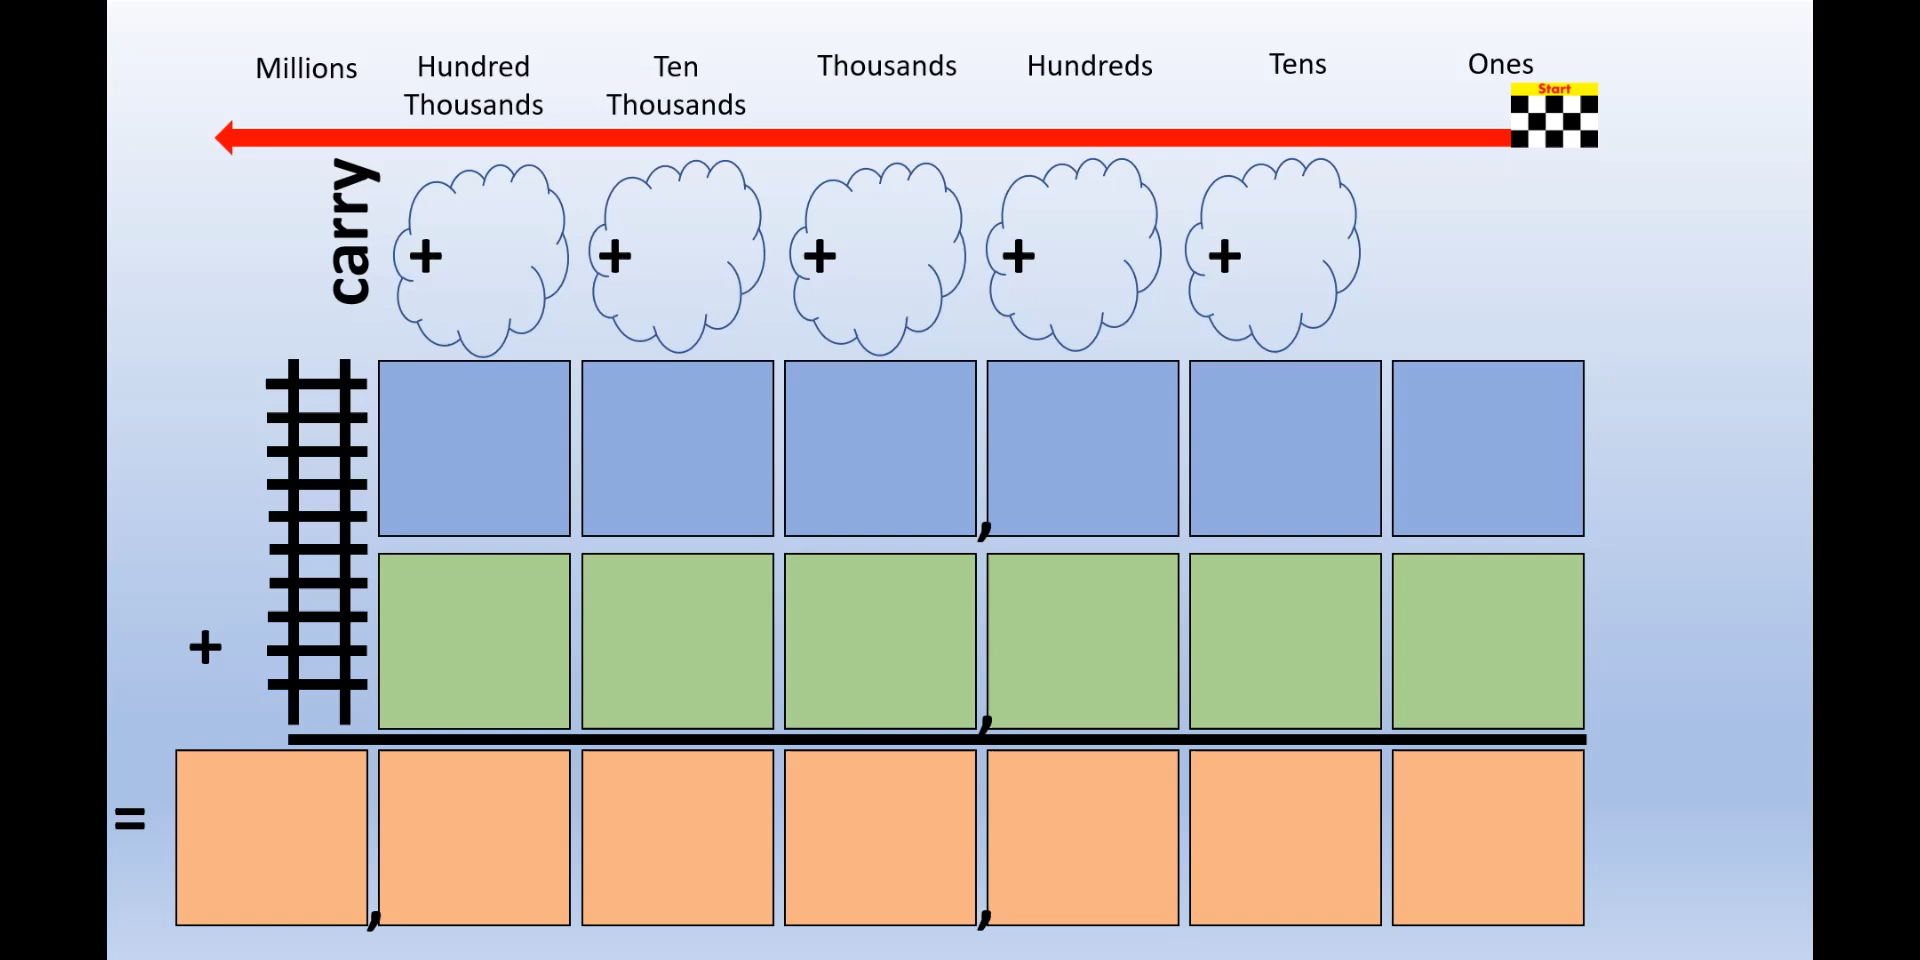 Millions Hundred Thousands Ten Thousands Thousands Hundreds Tens Ones
Start
carry
+ + + + +
,
+ ,
= , ,